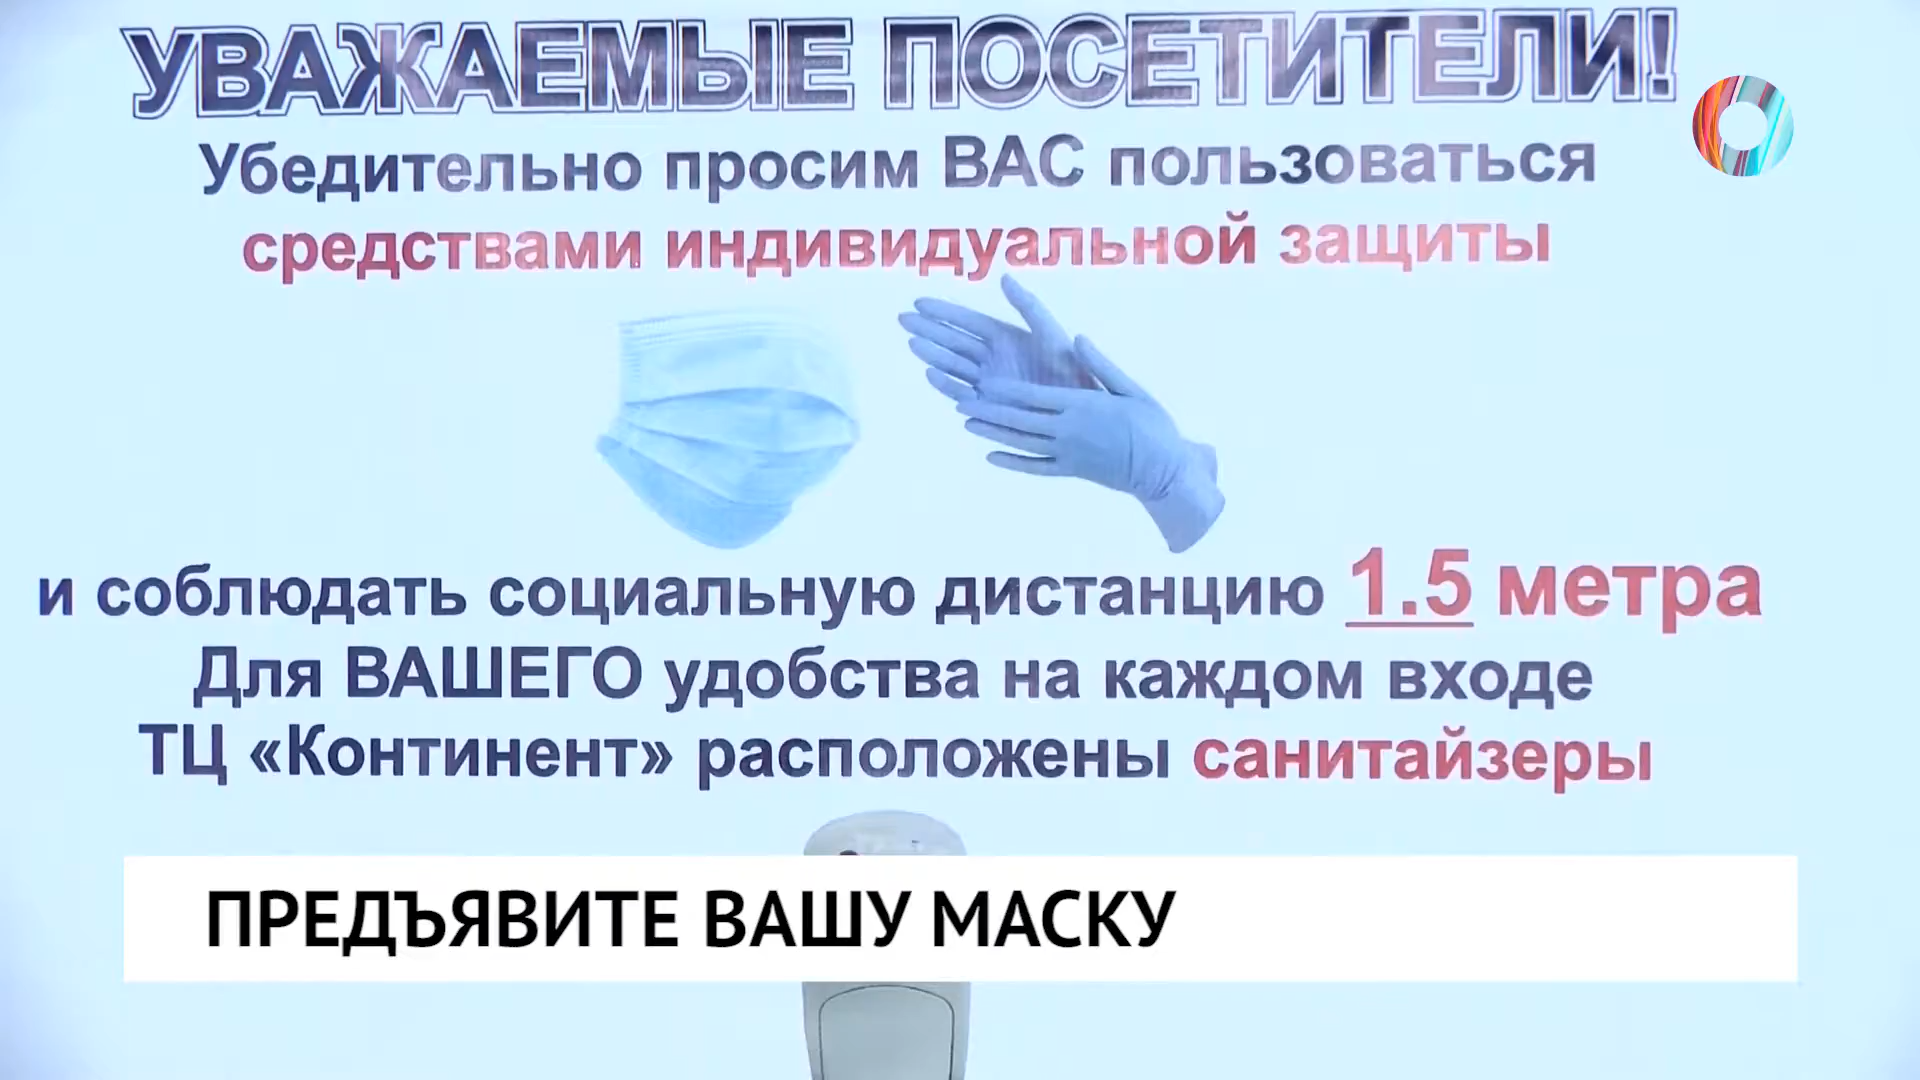 УВАЖАЕМЫЕ ПОСЕТИТЕЛИ!
Убедительно просим ВАС пользоваться
средствами индивидуальной защиты
и соблюдать социальную дистанцию 1.5 метра
Для ВАШЕГО удобства на каждом входе
ТЦ «Континент» расположены санитайзеры
ПРЕДЪЯВИТЕ ВАШУ МАСКУ